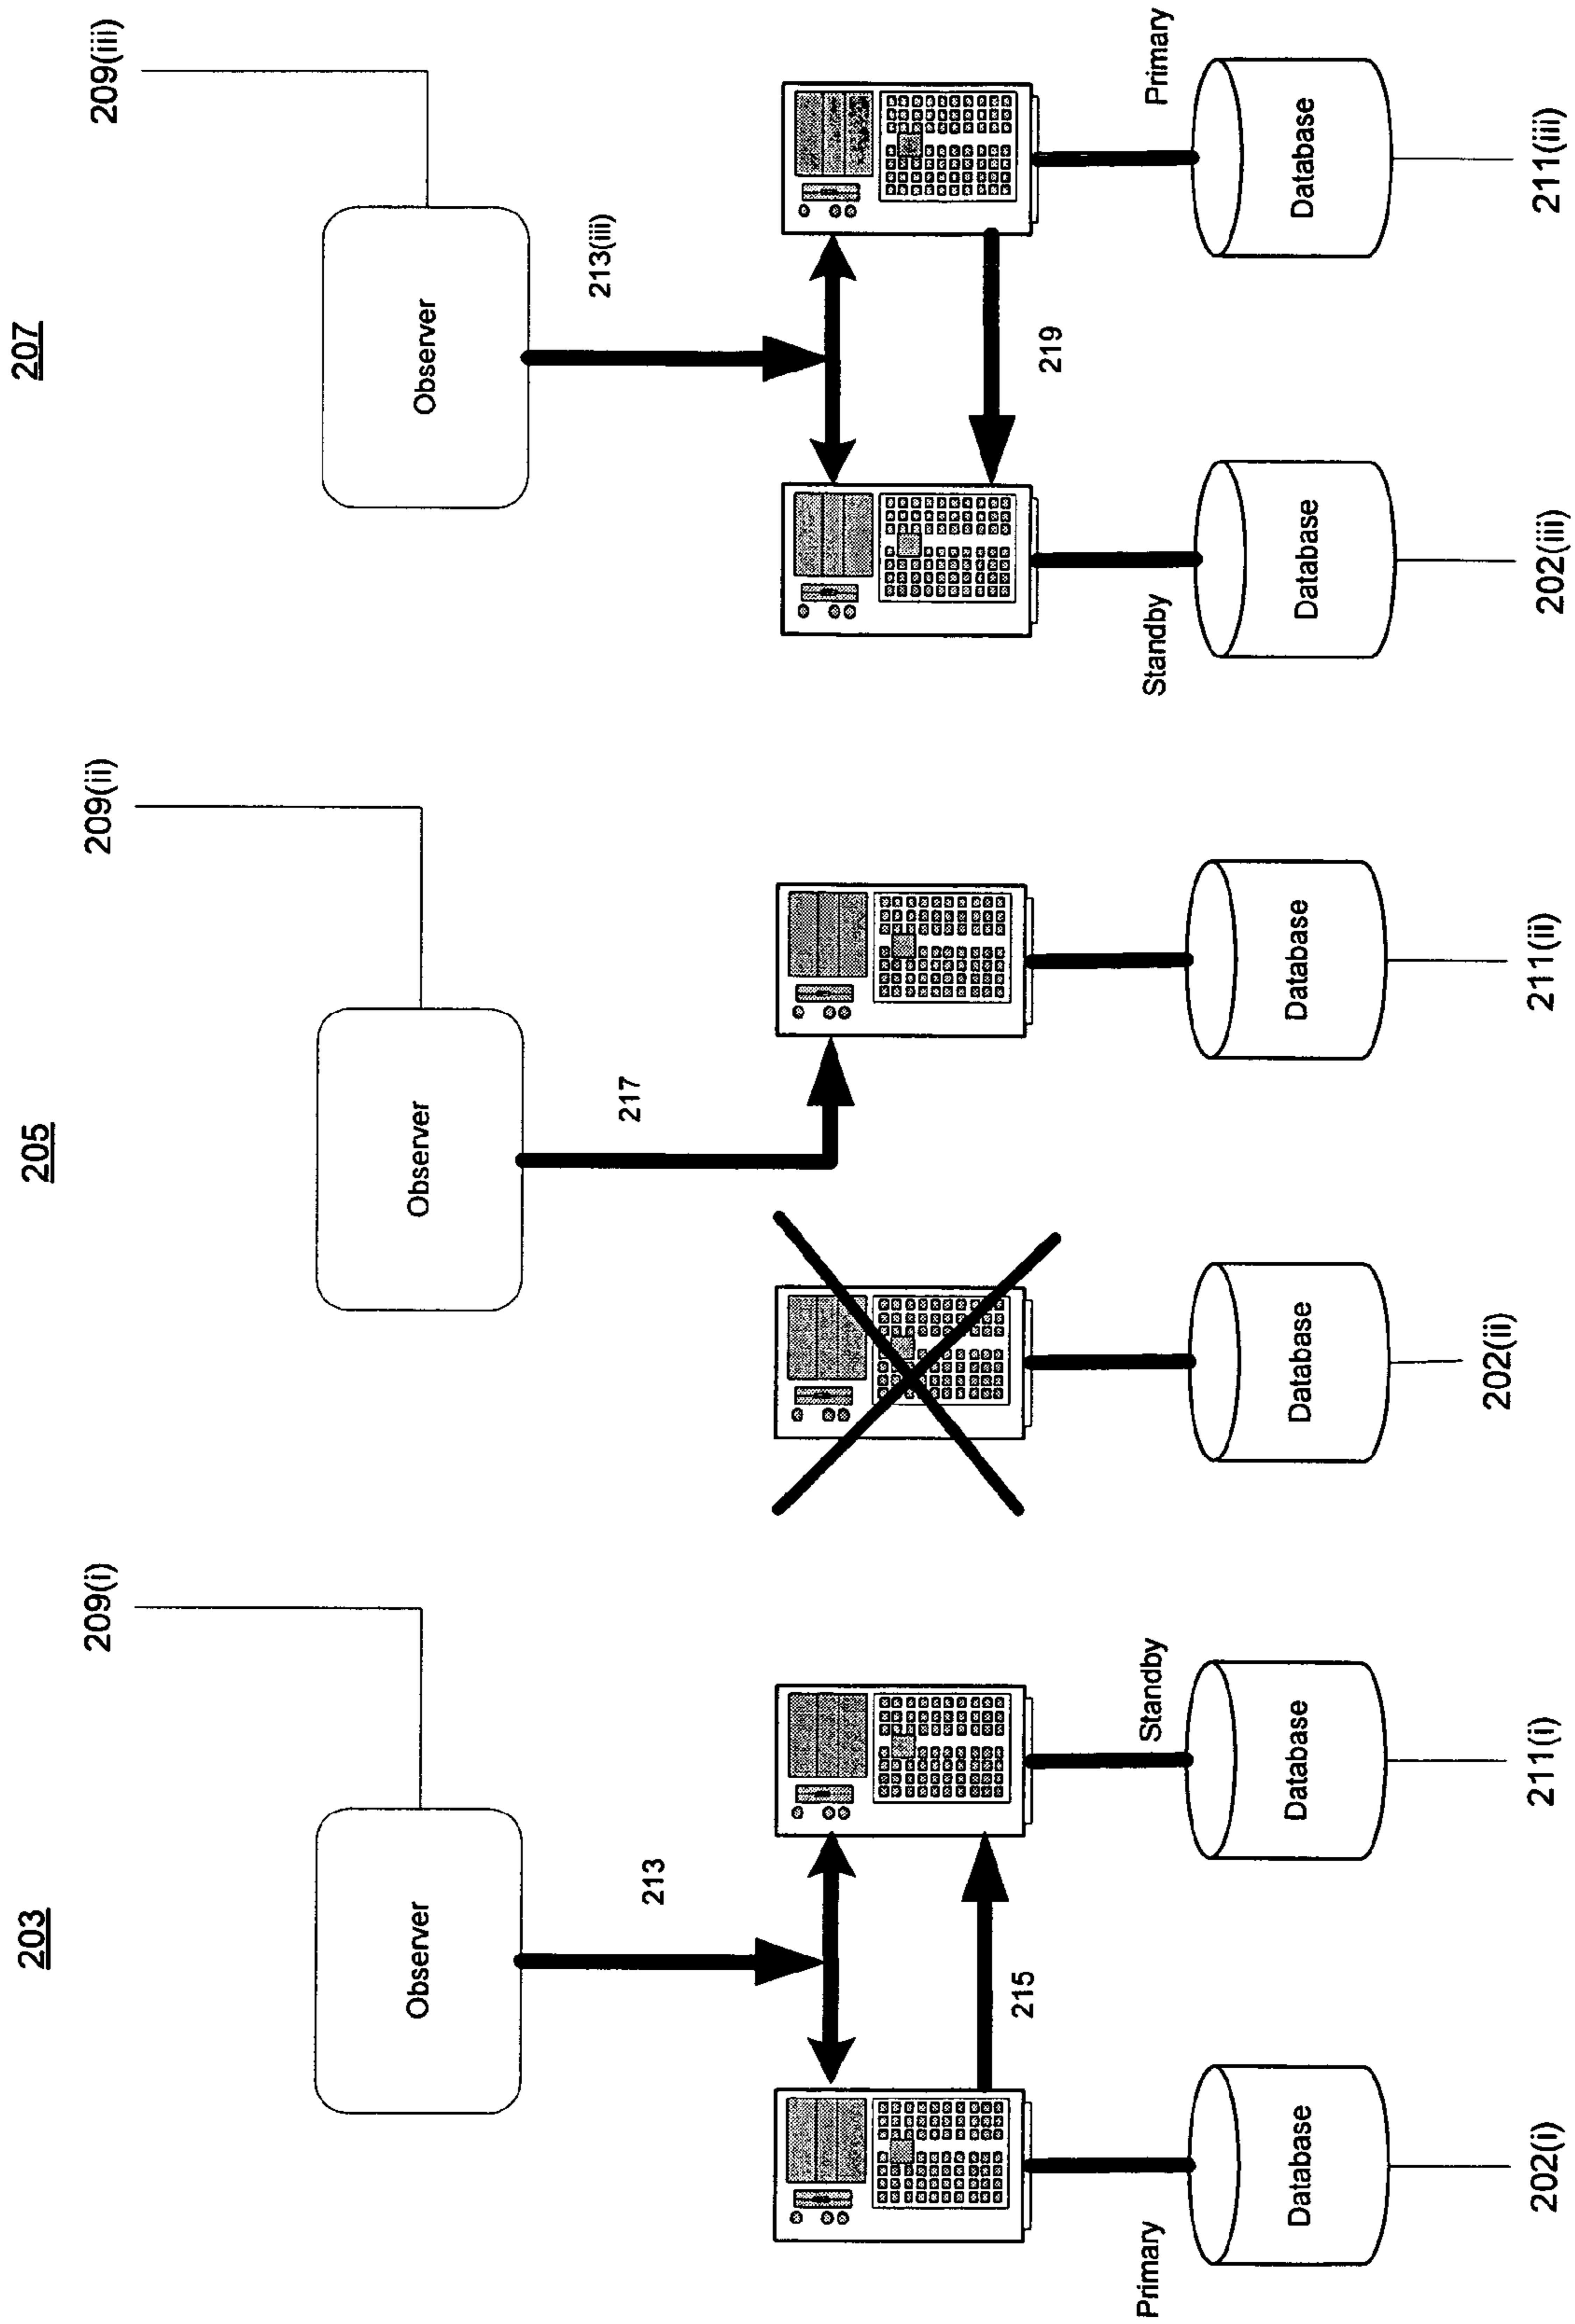 203
209(i)
Observer
213
215
Primary
Standby
Database
Database
202(i)
211(i)
205
209(ii)
Observer
217
Database
Database
202(ii)
211(ii)
207
209(iii)
Observer
213(iii)
219
Standby
Primary
Database
Database
202(iii)
211(iii)